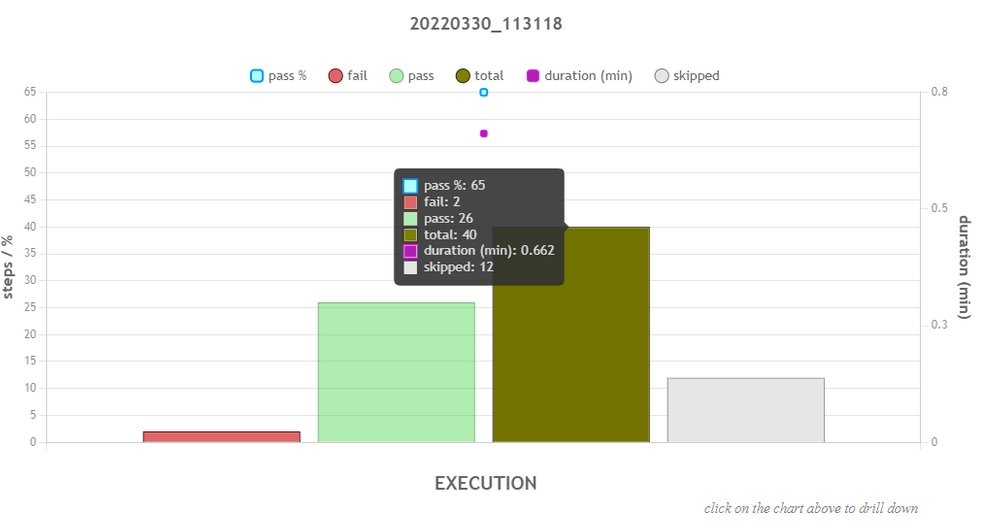 20220330_113118
pass % fail pass total duration (min) skipped
65
60
55
50
45
40
35
30
25
20
15
10
5
0
steps / %
pass %: 65
fail: 2
pass: 26
total: 40
duration (min): 0.662
skipped: 12
0.8
0.5
0.3
0
duration (min)
EXECUTION
click on the chart above to drill down